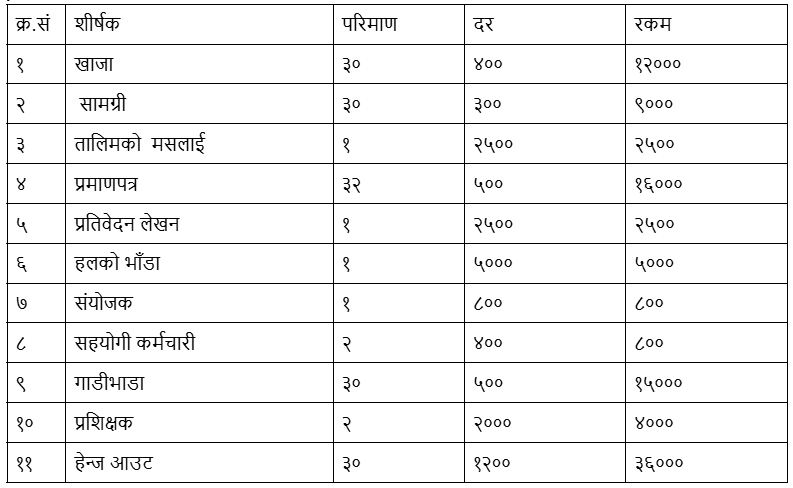 क्र.सं शीर्षक परिमाण दर रकम
१ खाजा ३० ४०० १२०००
२ सामग्री ३० ३०० ९०००
३ तालिमको मसलाई १ २५०० २५००
४ प्रमाणपत्र ३२ ५०० १६०००
५ प्रतिवेदन लेखन १ २५०० २५००
६ हलको भाँडा १ ५००० ५०००
७ संयोजक १ ८०० ८००
८ सहयोगी कर्मचारी २ ४०० ८००
९ गाडीभाडा ३० ५०० १५०००
१० प्रशिक्षक २ २००० ४०००
११ हेन्ज आउट ३० १२०० ३६०००